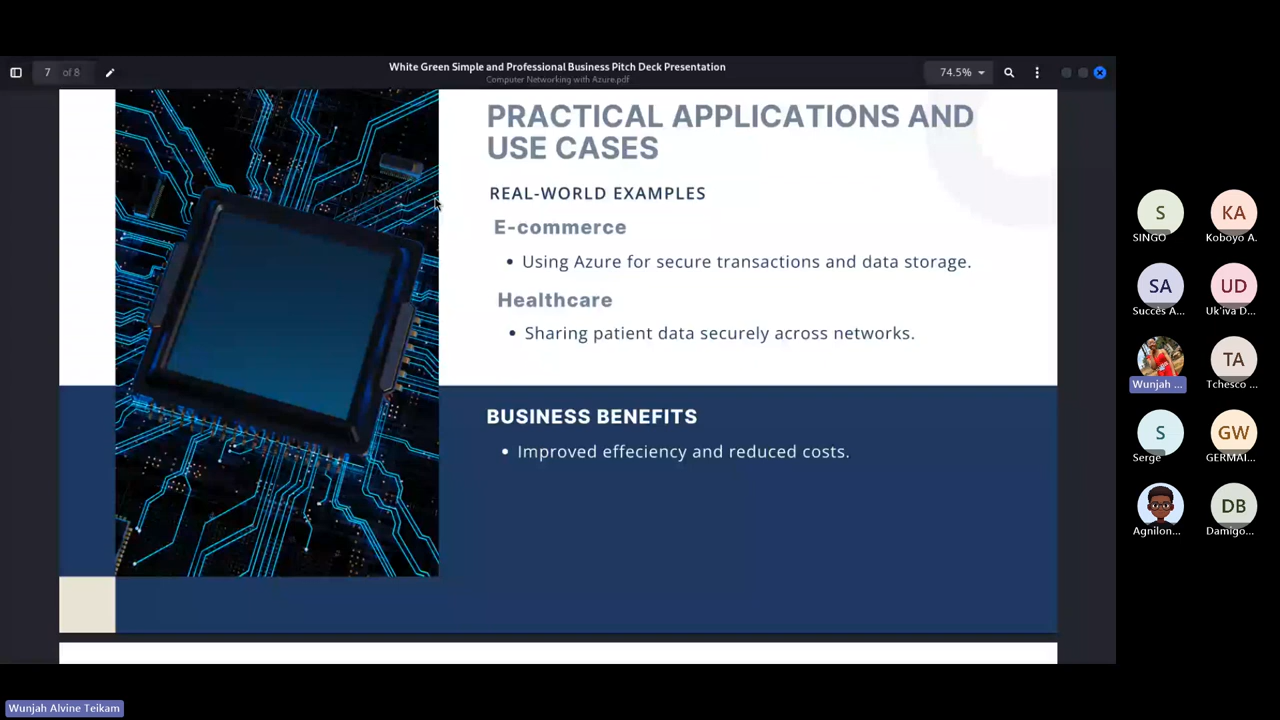 White Green Simple and Professional Business Pitch Deck Presentation
7 of 8
Computer Networking with Azure.pdf
74.5%
PRACTICAL APPLICATIONS AND
USE CASES
REAL-WORLD EXAMPLES
E-commerce
• Using Azure for secure transactions and data storage.
Healthcare
• Sharing patient data securely across networks.
BUSINESS BENEFITS
• Improved effeciency and reduced costs.
S
KA
SINGO
Koboyo A.
SA
UD
Succès A...
Uk'iva D...
TA
Wunjah ...
Tchesco ...
S
GW
Serge
GERMAI...
DB
Agnilon...
Damigo...
Wunjah Alvine Teikam